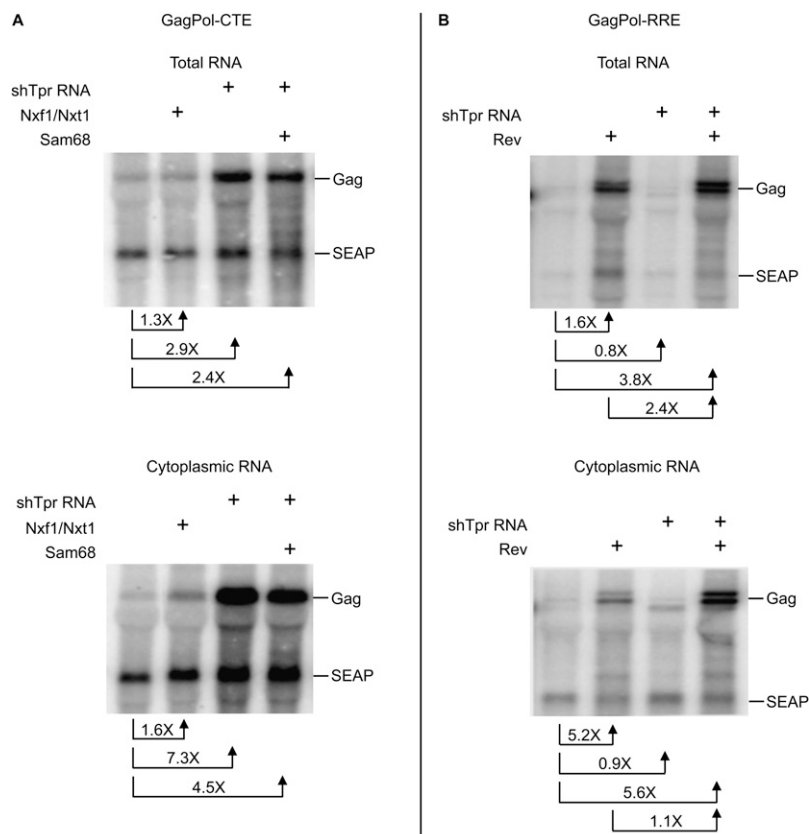 A
GagPol-CTE
Total RNA
shTpr RNA + +
Nxf1/Nxt1 +
Sam68 +
Gag
SEAP
1.3X
2.9X
2.4X
Cytoplasmic RNA
shTpr RNA + +
Nxf1/Nxt1 +
Sam68 +
Gag
SEAP
1.6X
7.3X
4.5X
B
GagPol-RRE
Total RNA
shTpr RNA + +
Rev + +
Gag
SEAP
1.6X
0.8X
3.8X
2.4X
Cytoplasmic RNA
shTpr RNA + +
Rev + +
Gag
SEAP
5.2X
0.9X
5.6X
1.1X